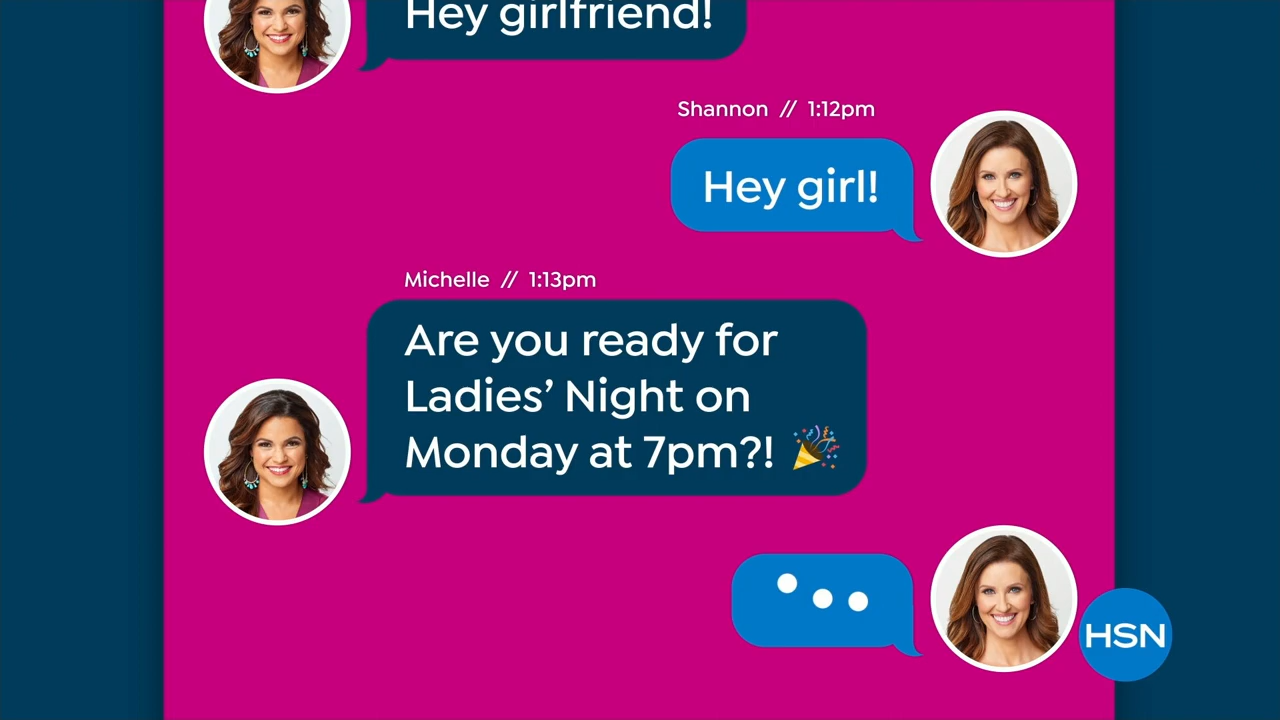 Hey girlfriend!
Shannon // 1:12pm
Hey girl!
Michelle // 1:13pm
Are you ready for
Ladies’ Night on
Monday at 7pm?! 🎉
HSN